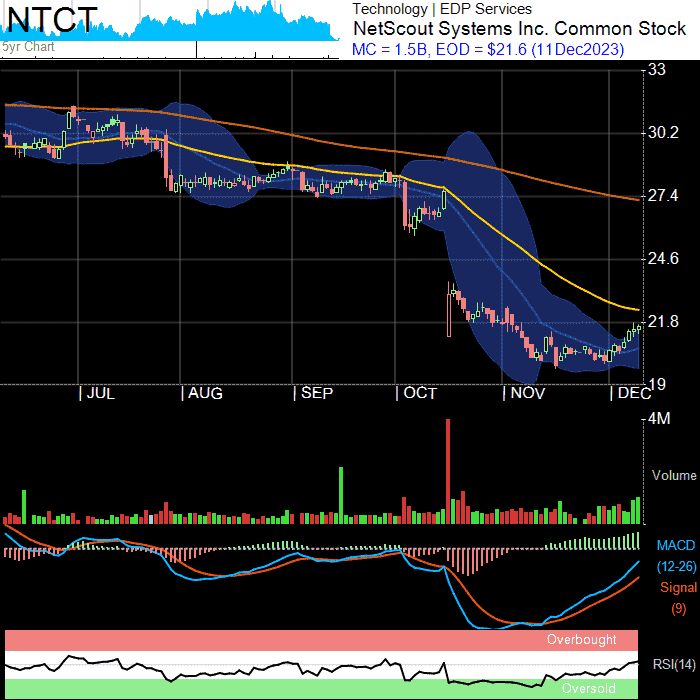 NTCT
5yr Chart
Technology | EDP Services
NetScout Systems Inc. Common Stock
MC = 1.5B, EOD = $21.6 (11Dec2023)
33
30.2
27.4
24.6
21.8
19
JUL
AUG
SEP
OCT
NOV
DEC
4M
Volume
MACD
(12-26)
Signal
(9)
Overbought
RSI(14)
Oversold